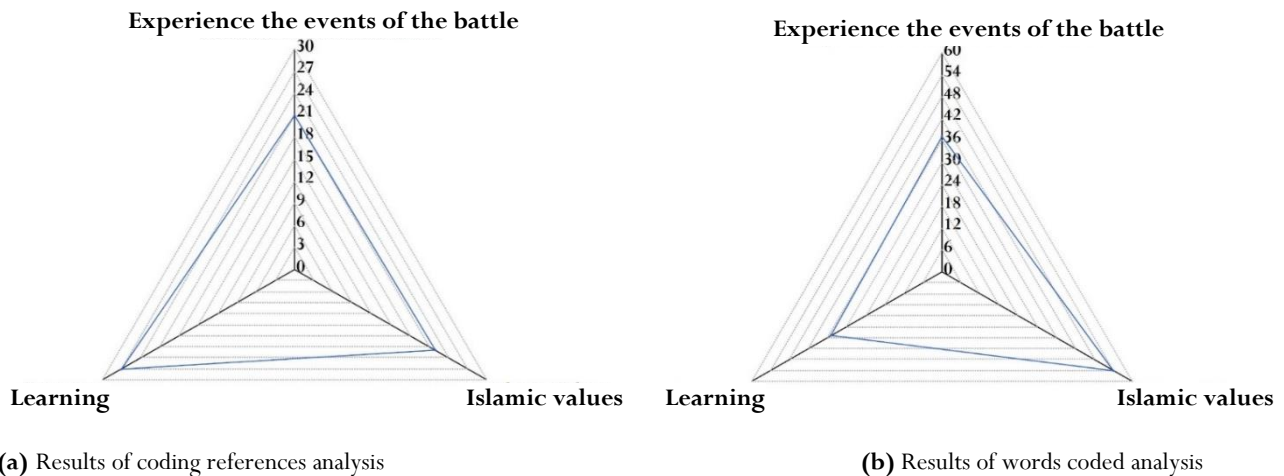 Experience the events of the battle
30
27
24
21
18
15
12
9
6
3
0
Learning
Islamic values
(a) Results of coding references analysis
Experience the events of the battle
60
54
48
42
36
30
24
18
12
6
0
Learning
Islamic values
(b) Results of words coded analysis